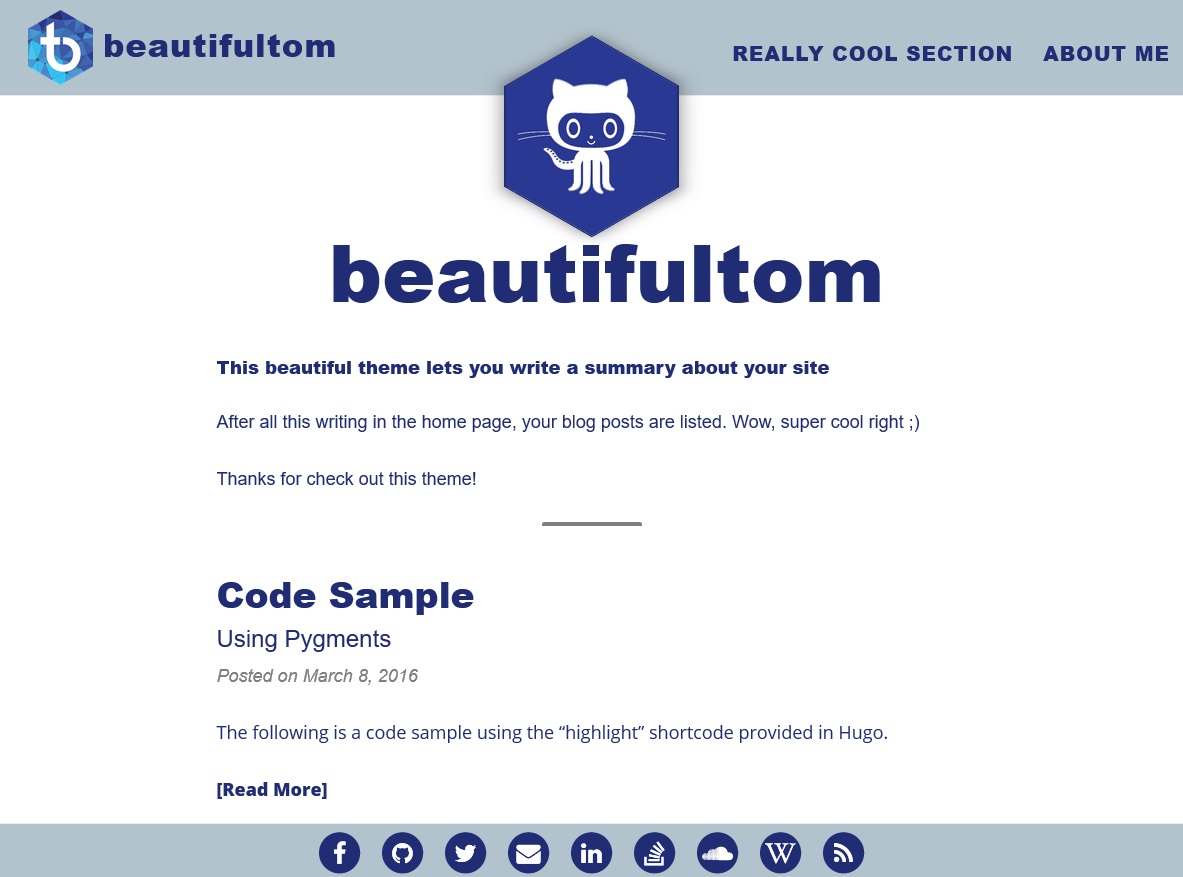 beautifultom
REALLY COOL SECTION ABOUT ME
beautifultom
This beautiful theme lets you write a summary about your site
After all this writing in the home page, your blog posts are listed. Wow, super cool right ;)
Thanks for check out this theme!
Code Sample
Using Pygments
Posted on March 8, 2016
The following is a code sample using the “highlight” shortcode provided in Hugo.
[Read More]